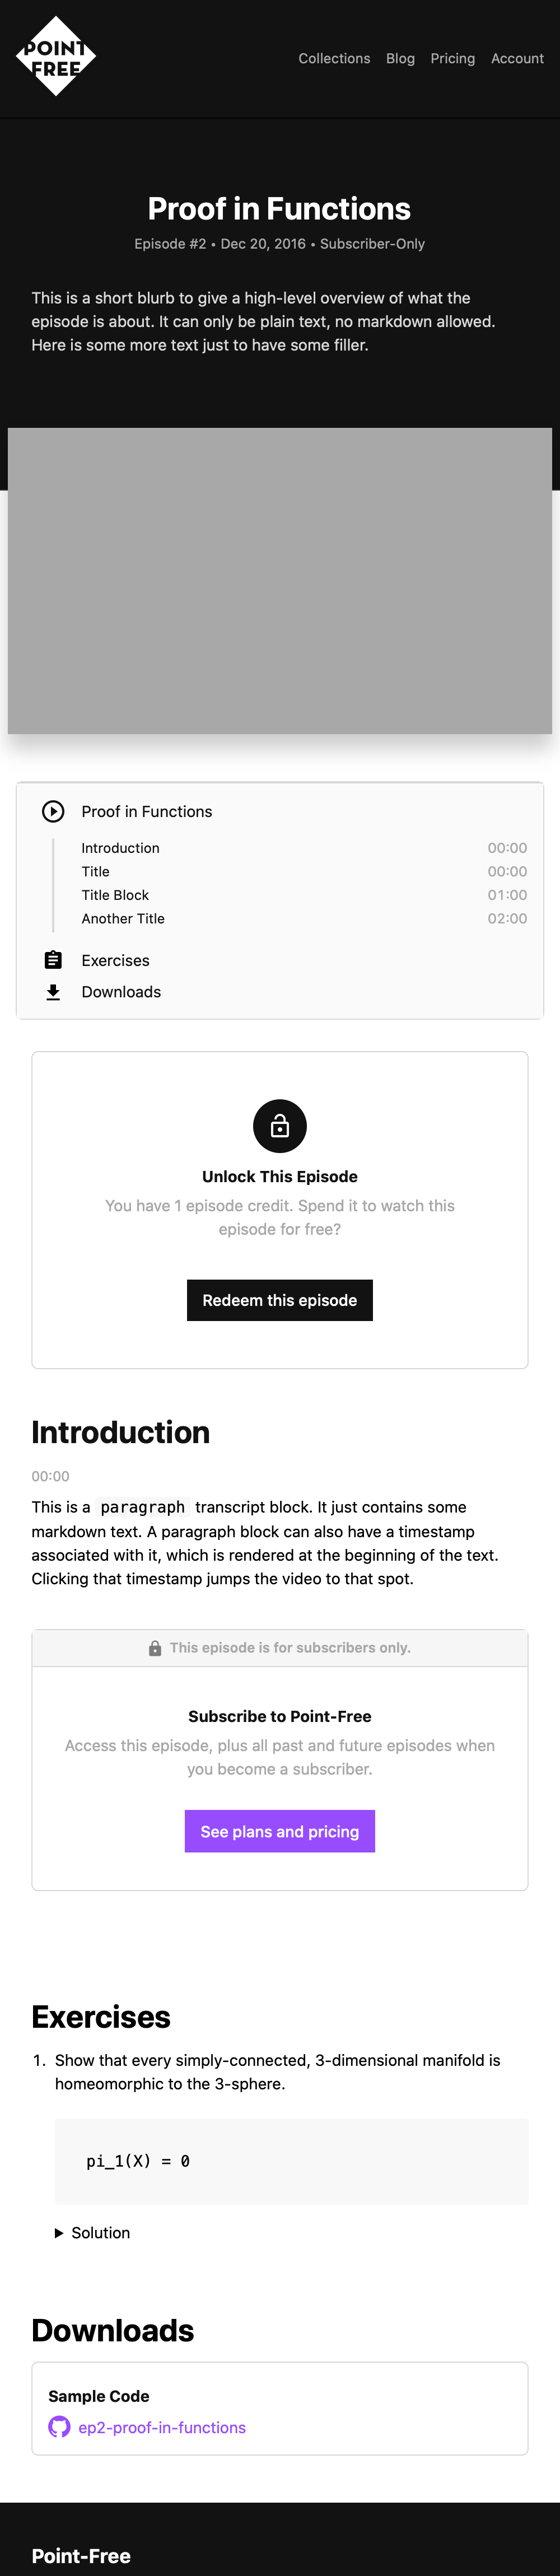 POINT
FREE
Collections Blog Pricing Account
Proof in Functions
Episode #2 • Dec 20, 2016 • Subscriber-Only
This is a short blurb to give a high-level overview of what the
episode is about. It can only be plain text, no markdown allowed.
Here is some more text just to have some filler.
Proof in Functions
Introduction 00:00
Title 00:00
Title Block 01:00
Another Title 02:00
Exercises
Downloads
Unlock This Episode
You have 1 episode credit. Spend it to watch this
episode for free?
Redeem this episode
Introduction
00:00
This is a paragraph transcript block. It just contains some
markdown text. A paragraph block can also have a timestamp
associated with it, which is rendered at the beginning of the text.
Clicking that timestamp jumps the video to that spot.
This episode is for subscribers only.
Subscribe to Point-Free
Access this episode, plus all past and future episodes when
you become a subscriber.
See plans and pricing
Exercises
1. Show that every simply-connected, 3-dimensional manifold is
homeomorphic to the 3-sphere.
pi_1(X) = 0
Solution
Downloads
Sample Code
ep2-proof-in-functions
Point-Free